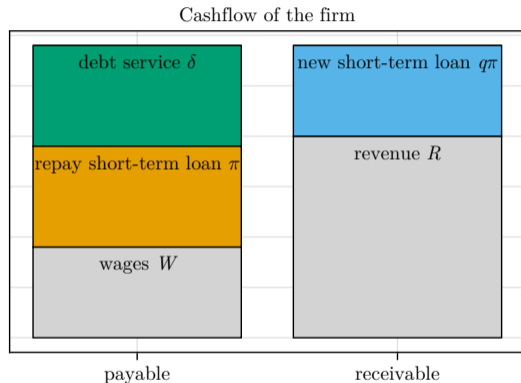 Cashflow of the firm
debt service δ
new short-term loan qπ
repay short-term loan π
revenue R
wages W
payable
receivable